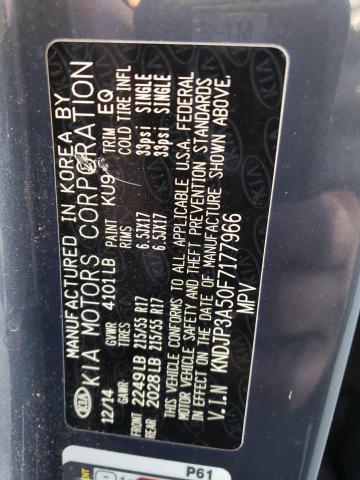 MANUFACTURED IN KOREA BY
KIA KIA MOTORS CORPORATION
12/14 GVWR 4101LB PAINT KU9 TRIM EQ
GAWR TIRES RIMS COLD TIRE INFL
FRONT 2249LB 215/55 R17 6.5JX17 33psi SINGLE
REAR 2028LB 215/55 R17 6.5JX17 33psi SINGLE
THIS VEHICLE CONFORMS TO ALL APPLICABLE U.S.A. FEDERAL
MOTOR VEHICLE SAFETY AND THEFT PREVENTION STANDARDS
IN EFFECT ON THE DATE OF MANUFACTURE SHOWN ABOVE.
V.I.N KNDJP3A50F7177966
MPV
P61